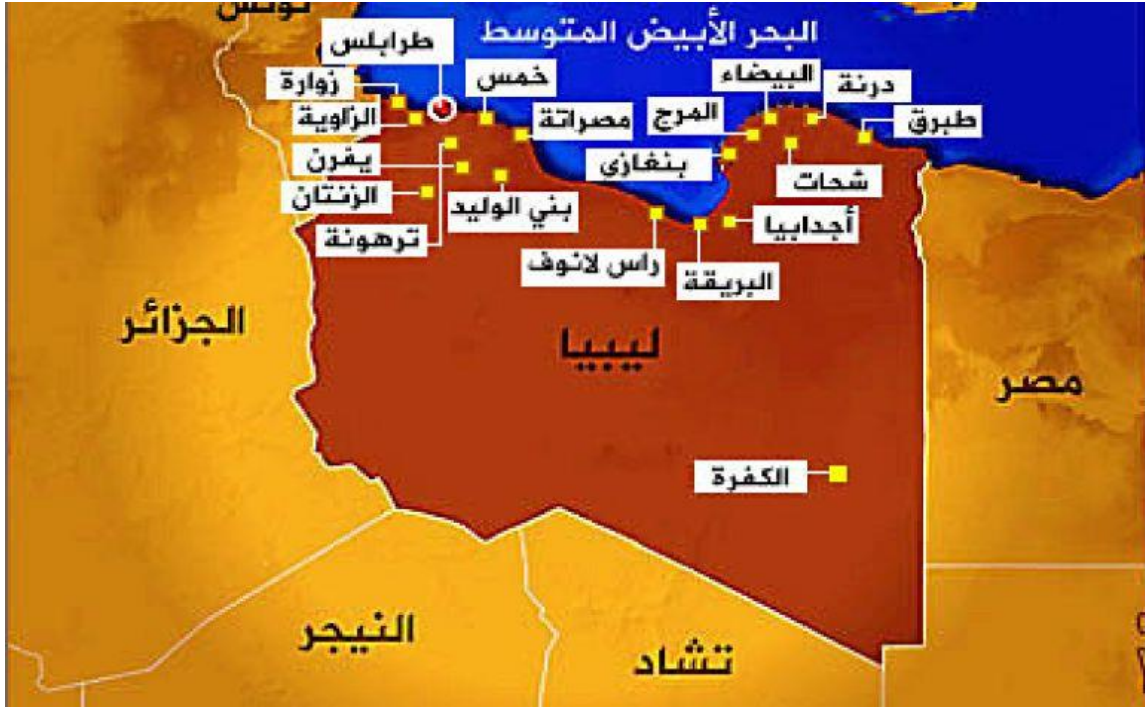 تونس
البحر الأبيض المتوسط
طرابلس
خمس
البيضاء
درنة
زوارة
الزاوية
مصراتة
المرج
طبرق
يفرن
بنغازي
شحات
الزنتان
بني الوليد
أجدابيا
ترهونة
راس لانوف
البريقة
الجزائر
ليبيا
مصر
الكفرة
النيجر
تشاد